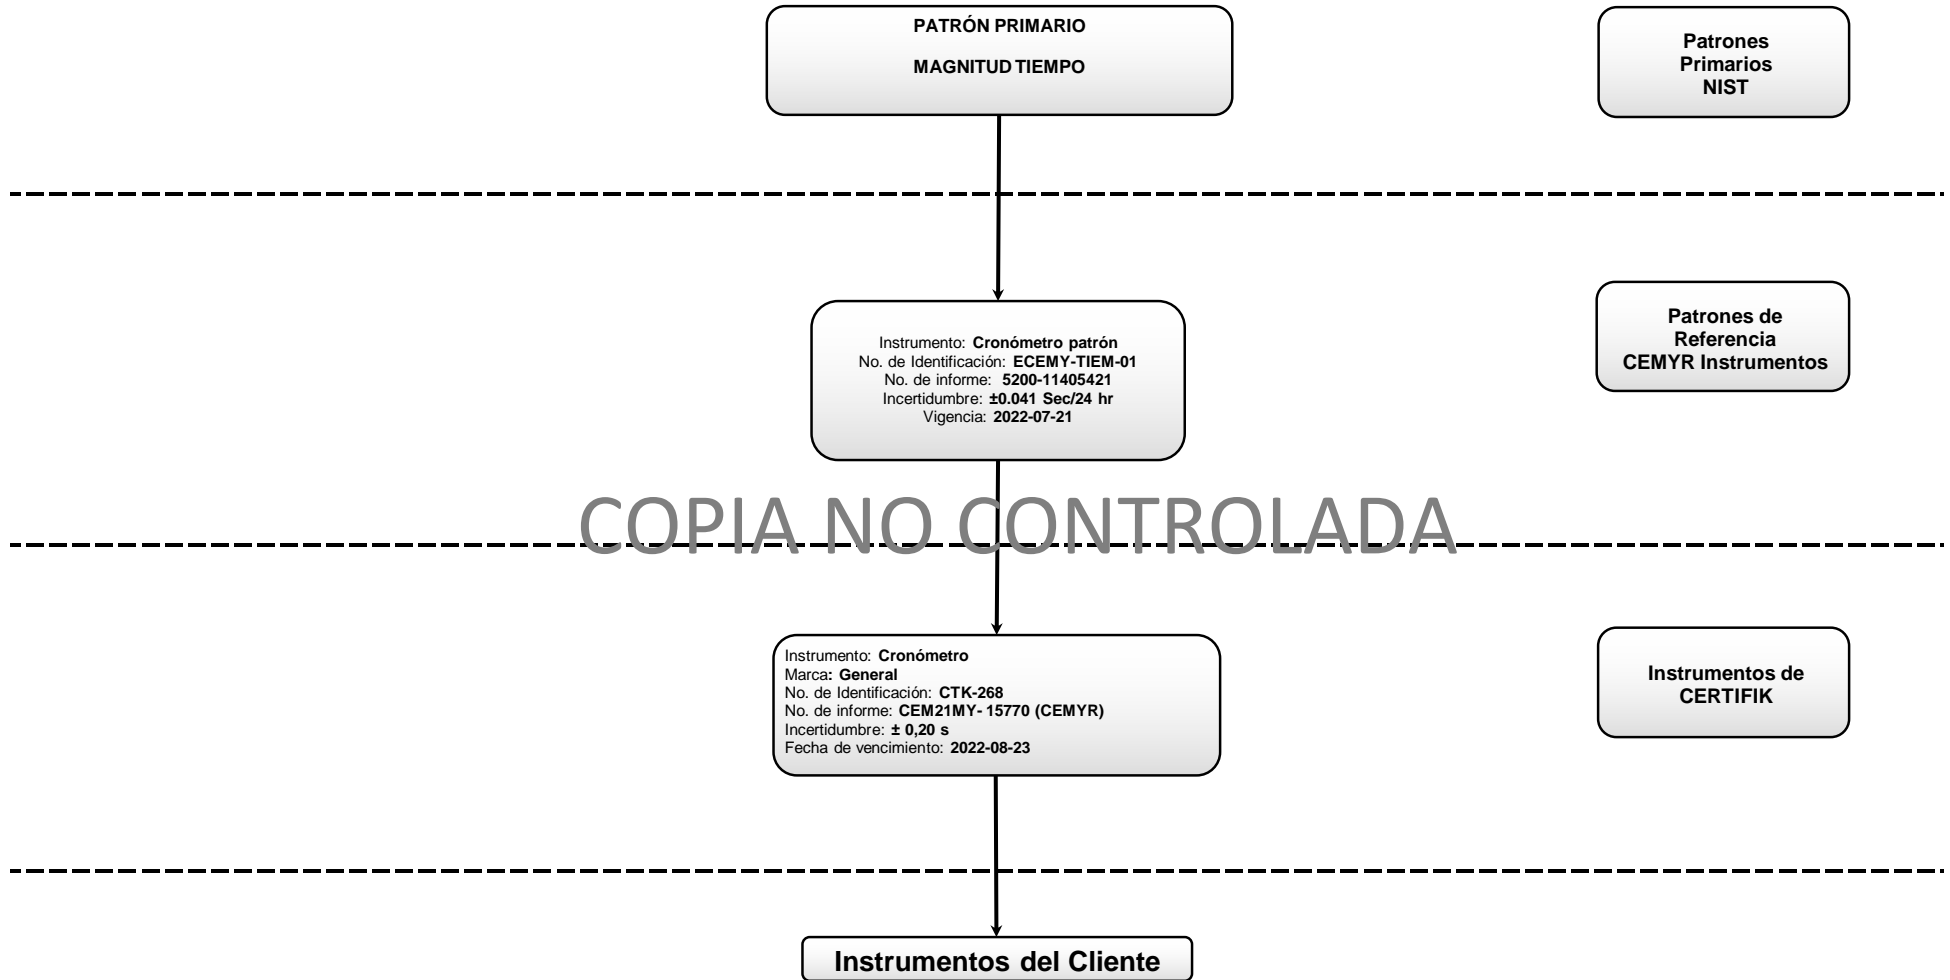 PATRÓN PRIMARIO
MAGNITUD TIEMPO
Patrones
Primarios
NIST
Instrumento: Cronómetro patrón
No. de Identificación: ECEMY-TIEM-01
No. de informe: 5200-11405421
Incertidumbre: ±0.041 Sec/24 hr
Vigencia: 2022-07-21
Patrones de
Referencia
CEMYR Instrumentos
COPIA NO CONTROLADA
Instrumento: Cronómetro
Marca: General
No. de Identificación: CTK-268
No. de informe: CEM21MY- 15770 (CEMYR)
Incertidumbre: ± 0,20 s
Fecha de vencimiento: 2022-08-23
Instrumentos de
CERTIFIK
Instrumentos del Cliente